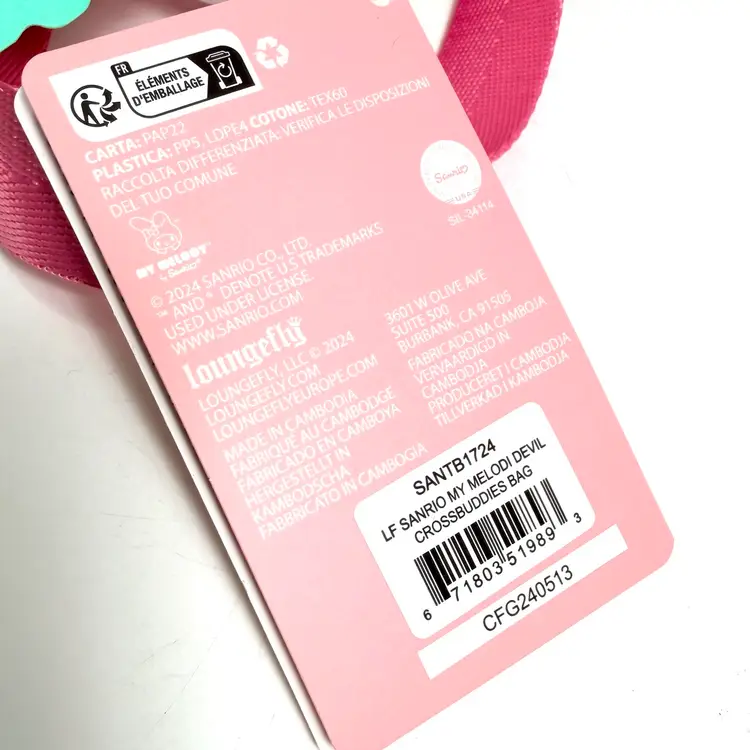 FR
ÉLÉMENTS
D'EMBALLAGE
CARTA: PAP22
PLASTICA: PP5, LDPE4 COTONE: TEX60
RACCOLTA DIFFERENZIATA: VERIFICA LE DISPOSIZIONI
DEL TUO COMUNE
Sanrio
SIL-34114
MY MELODY
by Sanrio
© 2024 SANRIO CO., LTD.
™ AND ® DENOTE U.S TRADEMARKS
USED UNDER LICENSE.
WWW.SANRIO.COM
loungefly
LOUNGEFLY, LLC © 2024
LOUNGEFLY.COM
LOUNGEFLYEUROPE.COM
MADE IN CAMBODIA
FABRIQUÉ AU CAMBODGE
FABRICADO EN CAMBOYA
HERGESTELLT IN
KAMBODSCHA
FABBRICATO IN CAMBOGIA
3601 W OLIVE AVE
SUITE 500
BURBANK, CA 91505
FABRICADO NA CAMBOJA
VERVAARDIGD IN
CAMBODJA
PRODUCERET I CAMBODJA
TILLVERKAD I KAMBODJA
SANTB1724
LF SANRIO MY MELODI DEVIL
CROSSBUDDIES BAG
6 71803 51989 3
CFG240513